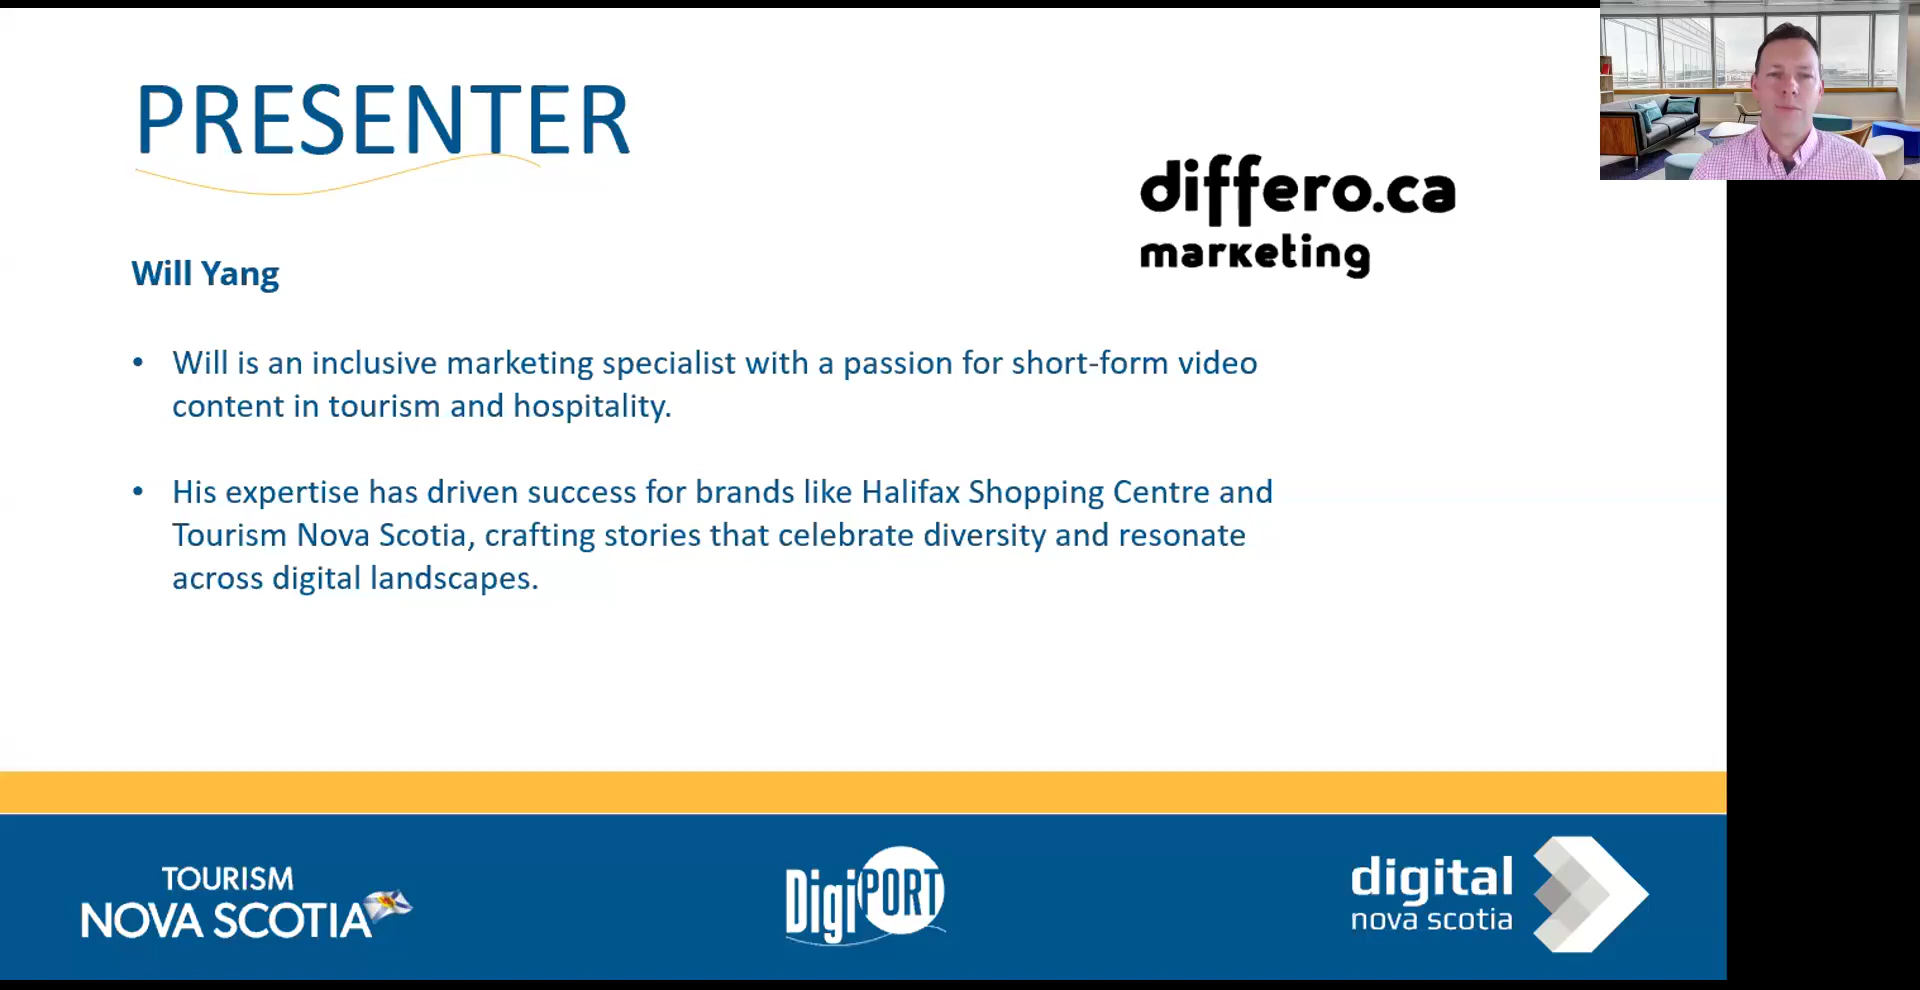 PRESENTER
differo.ca
marketing
Will Yang
• Will is an inclusive marketing specialist with a passion for short-form video
content in tourism and hospitality.
• His expertise has driven success for brands like Halifax Shopping Centre and
Tourism Nova Scotia, crafting stories that celebrate diversity and resonate
across digital landscapes.
TOURISM
NOVA SCOTIA
DigiPORT
digital
nova scotia